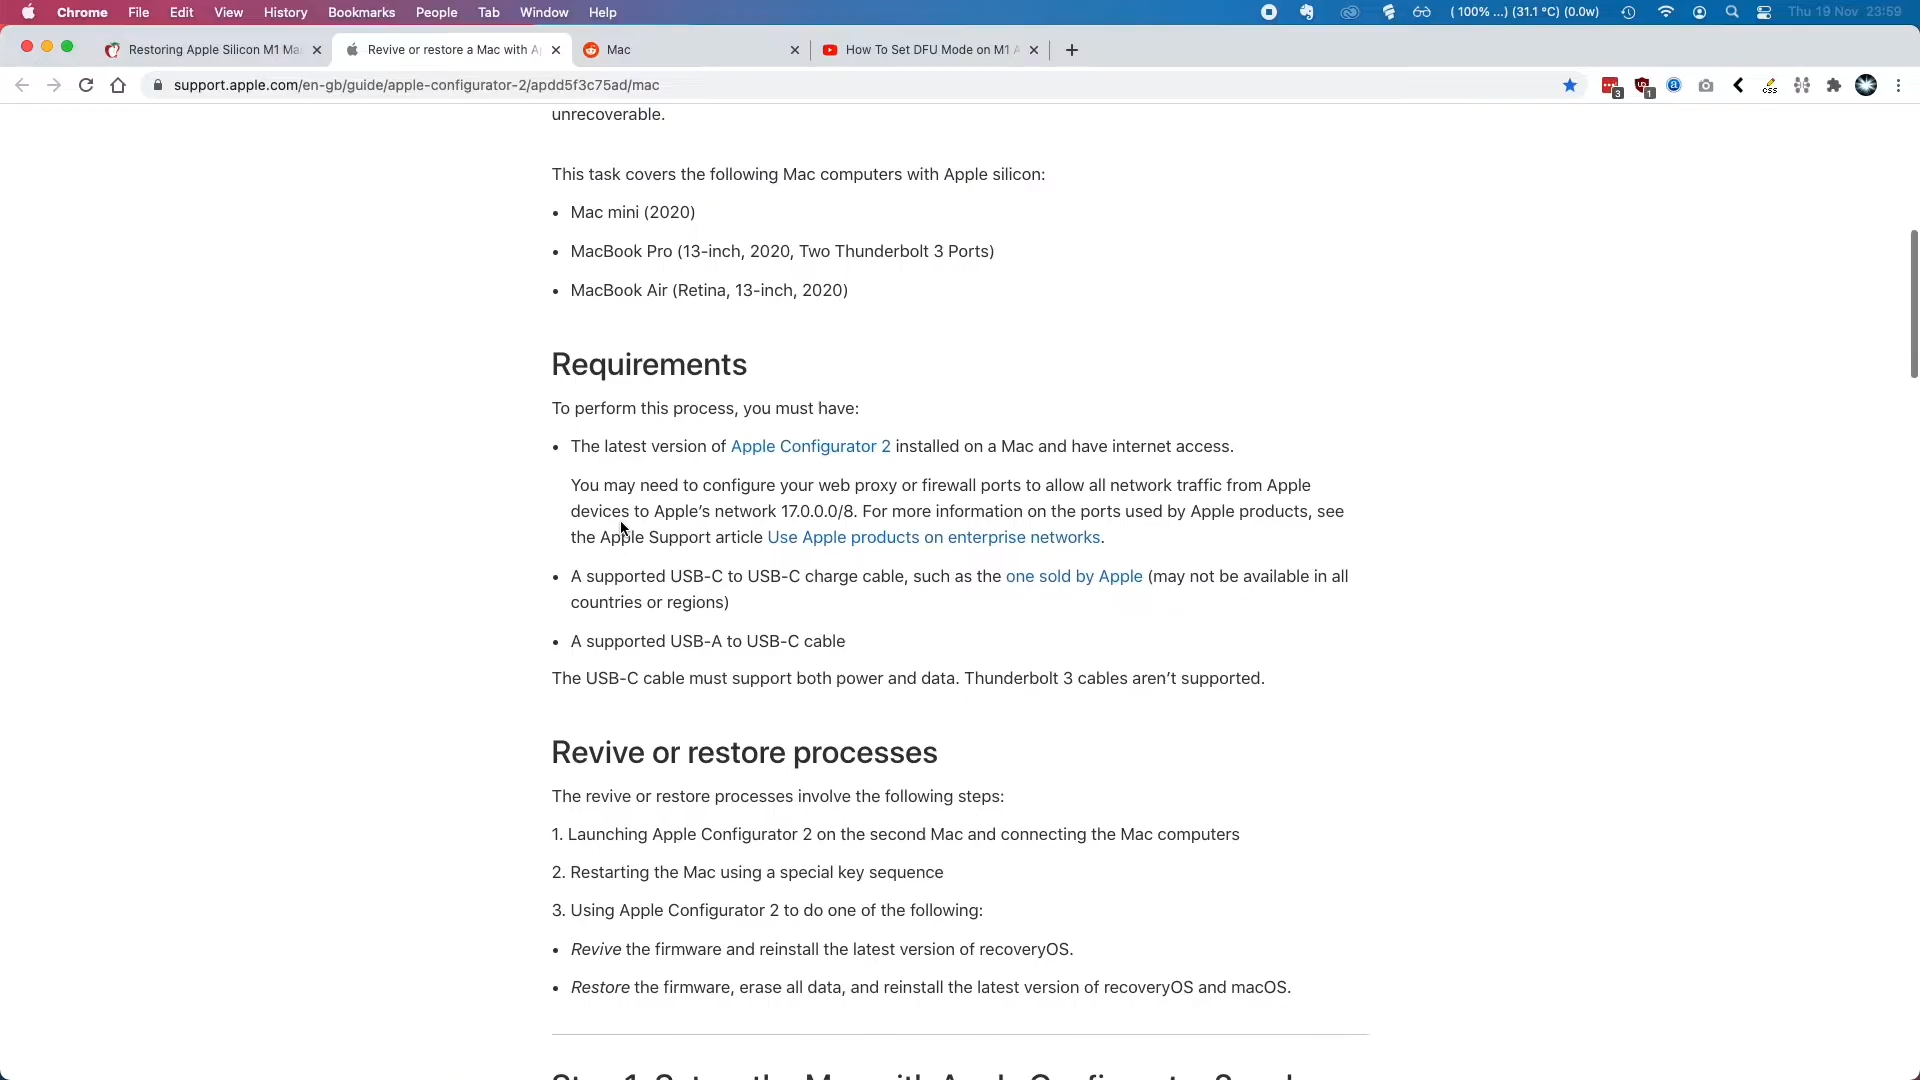 Chrome File Edit View History Bookmarks People Tab Window Help
( 100% ...) (31.1 °C) (0.0w) Thu 19 Nov 23:59
Restoring Apple Silicon M1 Ma
Revive or restore a Mac with A
Mac
How To Set DFU Mode on M1 A
support.apple.com/en-gb/guide/apple-configurator-2/apdd5f3c75ad/mac
3
1
css
unrecoverable.
This task covers the following Mac computers with Apple silicon:
• Mac mini (2020)
• MacBook Pro (13-inch, 2020, Two Thunderbolt 3 Ports)
• MacBook Air (Retina, 13-inch, 2020)
Requirements
To perform this process, you must have:
• The latest version of Apple Configurator 2 installed on a Mac and have internet access.
You may need to configure your web proxy or firewall ports to allow all network traffic from Apple
devices to Apple’s network 17.0.0.0/8. For more information on the ports used by Apple products, see
the Apple Support article Use Apple products on enterprise networks.
• A supported USB-C to USB-C charge cable, such as the one sold by Apple (may not be available in all
countries or regions)
• A supported USB-A to USB-C cable
The USB-C cable must support both power and data. Thunderbolt 3 cables aren’t supported.
Revive or restore processes
The revive or restore processes involve the following steps:
1. Launching Apple Configurator 2 on the second Mac and connecting the Mac computers
2. Restarting the Mac using a special key sequence
3. Using Apple Configurator 2 to do one of the following:
• Revive the firmware and reinstall the latest version of recoveryOS.
• Restore the firmware, erase all data, and reinstall the latest version of recoveryOS and macOS.